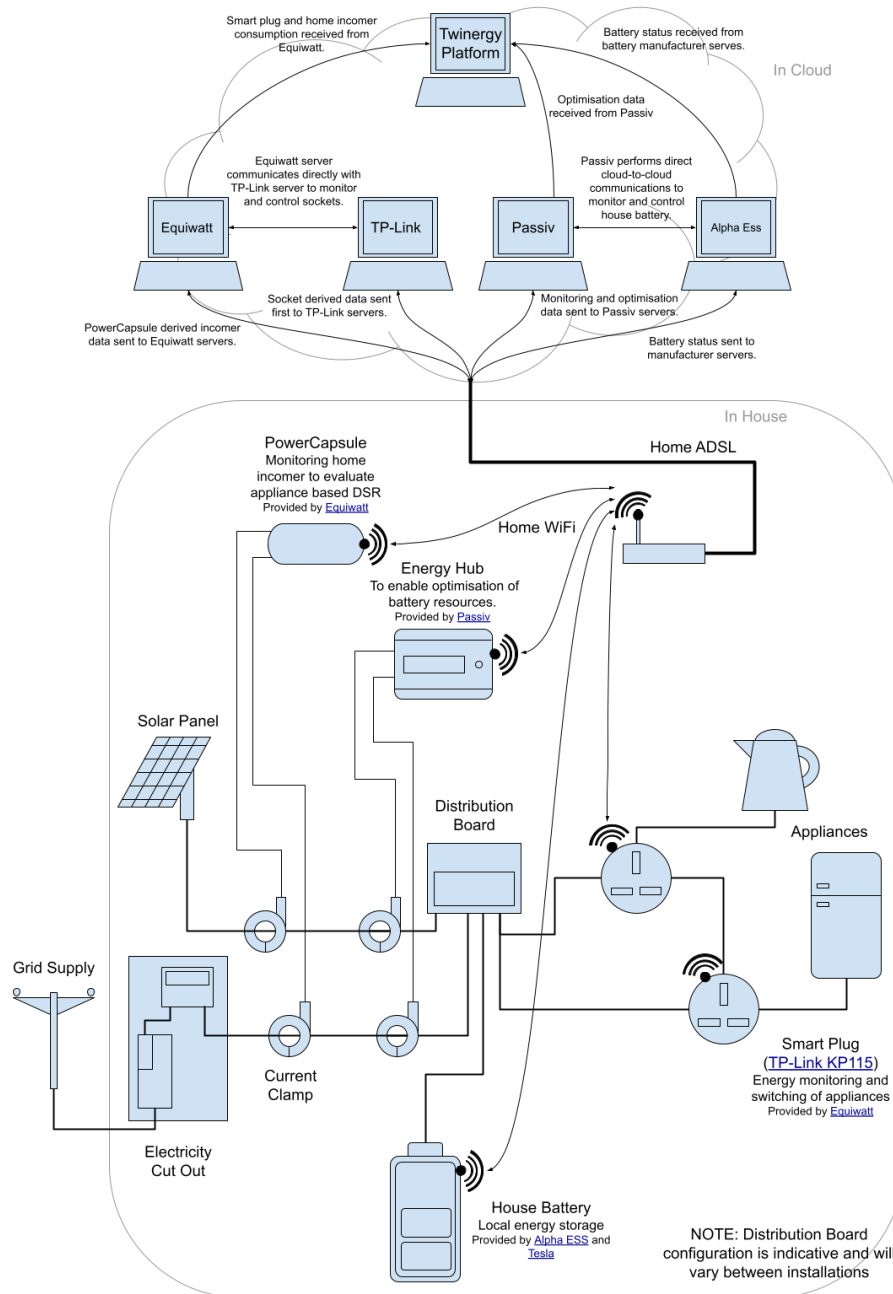 Smart plug and home incomer
consumption received from
Equiwatt.
Twinergy
Platform
Battery status received from
battery manufacturer serves.
In Cloud
Optimisation data
received from Passiv
Equiwatt server
communicates directly with
TP-Link server to monitor
and control sockets.
Passiv performs direct
cloud-to-cloud
communications to
monitor and control
house battery.
Equiwatt
TP-Link
Passiv
Alpha Ess
PowerCapsule derived incomer
data sent to Equiwatt servers.
Socket derived data sent
first to TP-Link servers.
Monitoring and optimisation
data sent to Passiv servers.
Battery status sent to
manufacturer servers.
In House
PowerCapsule
Monitoring home
incomer to evaluate
appliance based DSR
Provided by Equiwatt
Home ADSL
Home WiFi
Energy Hub
To enable optimisation of
battery resources.
Provided by Passiv
Solar Panel
Distribution
Board
Appliances
Grid Supply
Current
Clamp
Smart Plug
(TP-Link KP115)
Energy monitoring and
switching of appliances
Provided by Equiwatt
Electricity
Cut Out
House Battery
Local energy storage
Provided by Alpha ESS and
Tesla
NOTE: Distribution Board
configuration is indicative and will
vary between installations